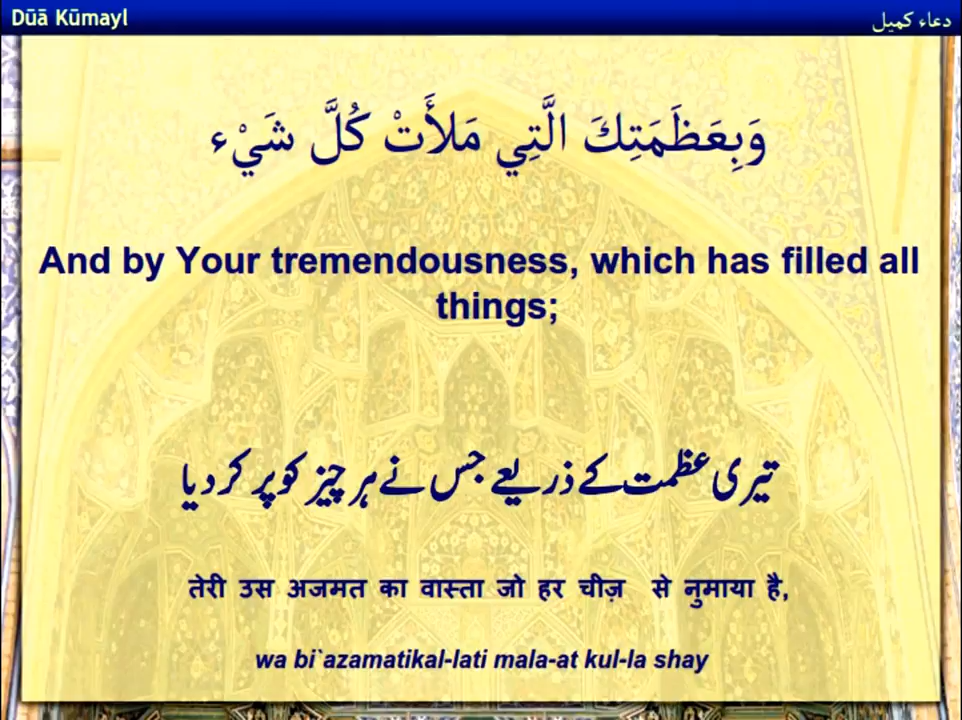 Dūā Kūmayl
دعاء كميل
وَبِعَظَمَتِكَ الَّتِي مَلأَتْ كُلَّ شَيْء
And by Your tremendousness, which has filled all
things;
تیری عظمت کے ذریعے جس نے ہر چیز کو پر کر دیا
तेरी उस अजमत का वास्ता जो हर चीज़ से नुमाया है,
wa bi`azamatikal-lati mala-at kul-la shay